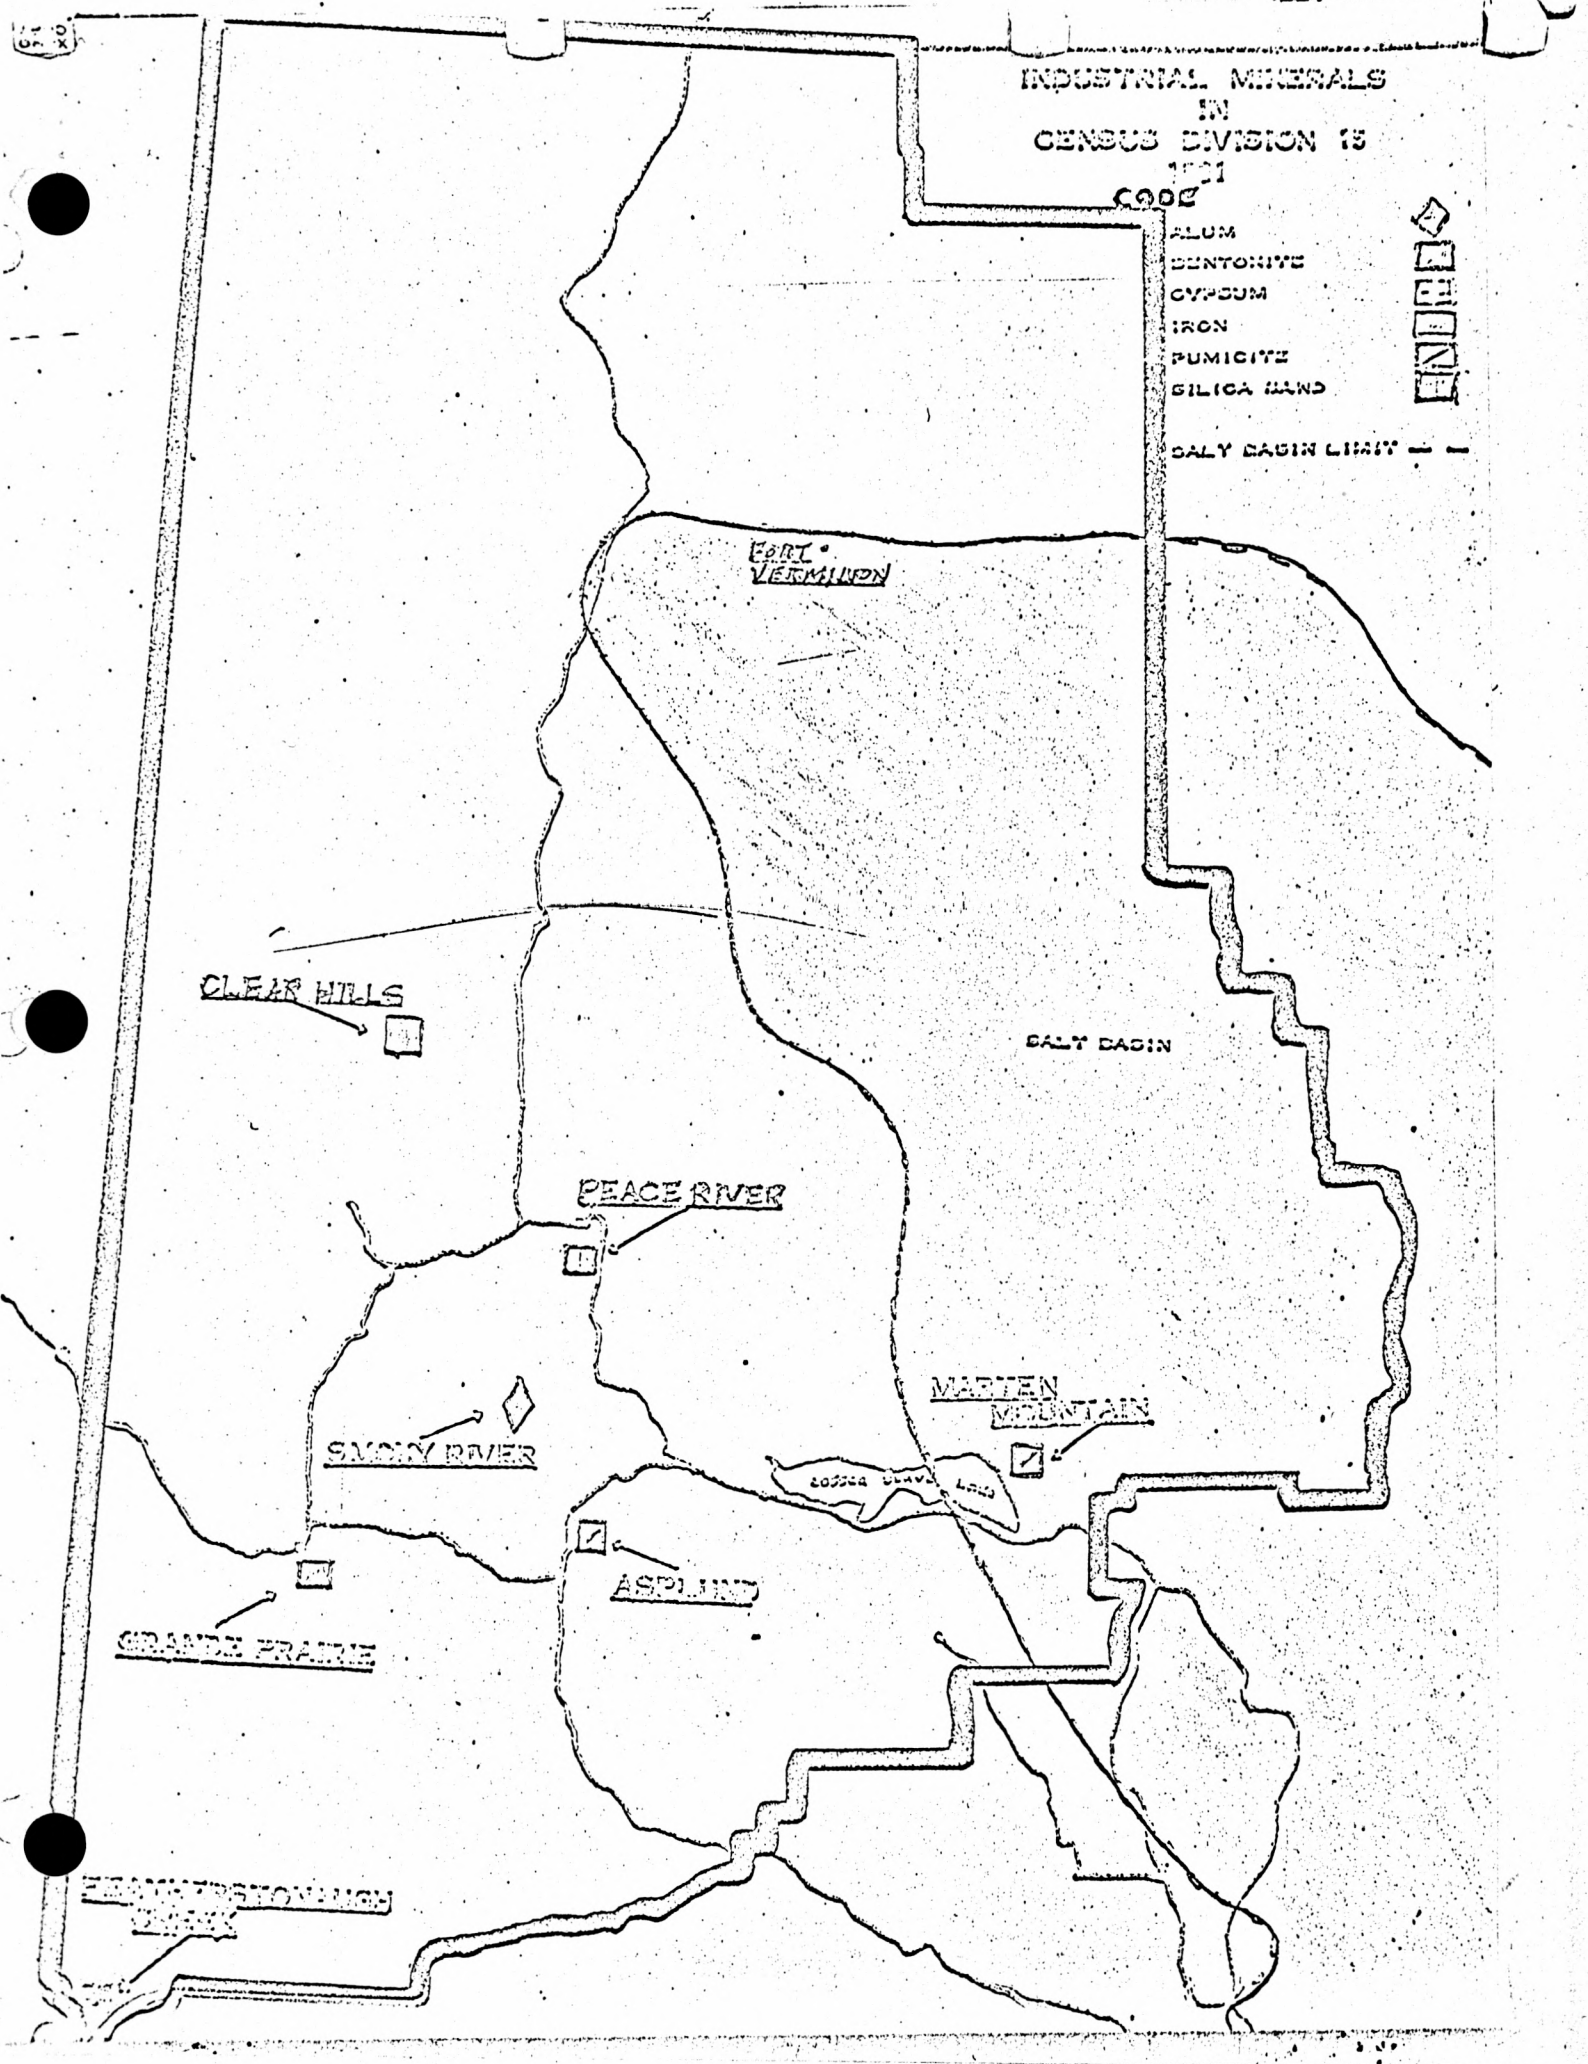 INDUSTRIAL MINERALS
IN
CENSUS DIVISION 15
CODE
ALUM
BENTONITE
GYPSUM
IRON
PUMICITE
SILICA SAND
SALT BASIN LIMIT
FORT
VERMILION
CLEAR HILLS
SALT BASIN
PEACE RIVER
MARTEN
MOUNTAIN
SMOKY RIVER
LESSER SLAVE LAKE
ASPLUND
GRANDE PRAIRIE
FEATHERSTONAUGH